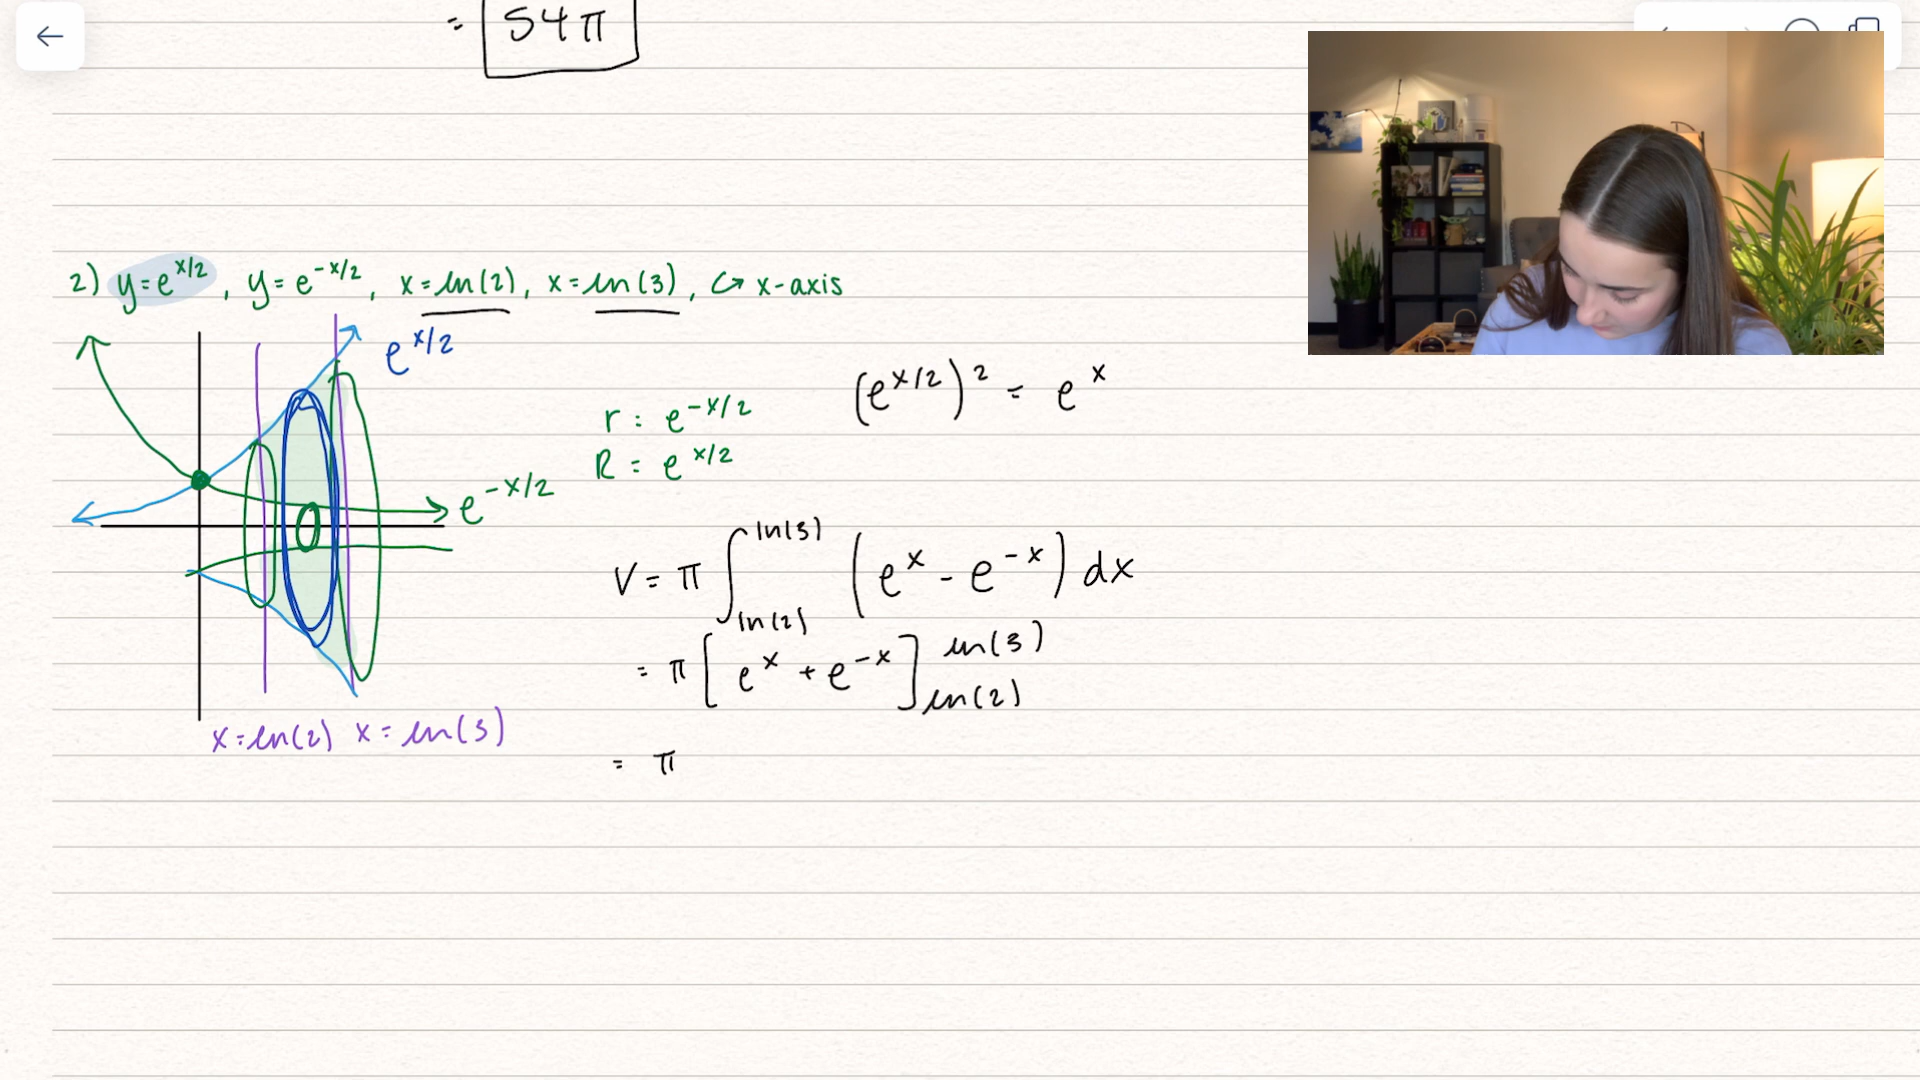 = 54π
2) y=e^{x/2}, y=e^{-x/2}, x=ln(2), x=ln(3), ↪ x-axis
e^{x/2}
(e^{x/2})^2 = e^x
r = e^{-x/2}
R = e^{x/2}
e^{-x/2}
V = π ∫_{ln(2)}^{ln(3)} (e^x - e^{-x}) dx
= π [e^x + e^{-x}]_{ln(2)}^{ln(3)}
x=ln(2) x=ln(3)
= π